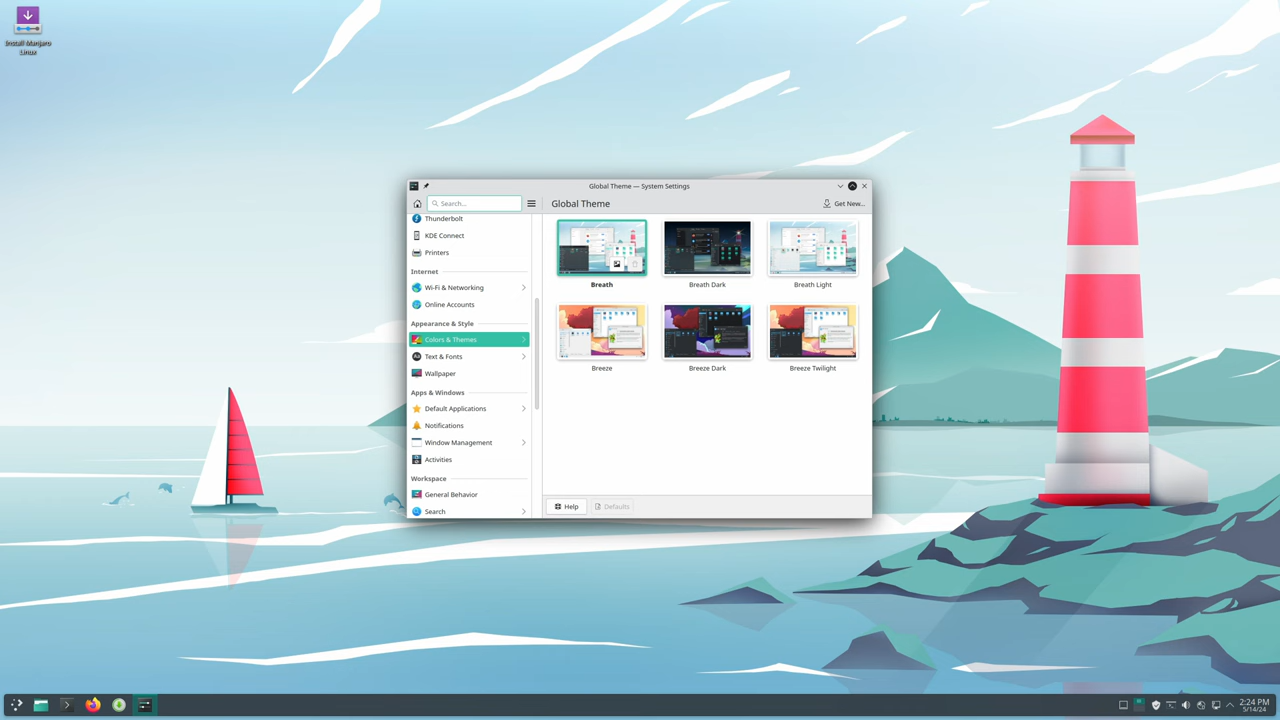 Install Manjaro
Linux
Global Theme — System Settings
Search...
Global Theme
Get New...
Thunderbolt
KDE Connect
Printers
Internet
Wi-Fi & Networking
Online Accounts
Appearance & Style
Colors & Themes
Text & Fonts
Wallpaper
Apps & Windows
Default Applications
Notifications
Window Management
Activities
Workspace
General Behavior
Search
Breath
Breath Dark
Breath Light
Breeze
Breeze Dark
Breeze Twilight
Help
Defaults
2:24 PM
5/14/24